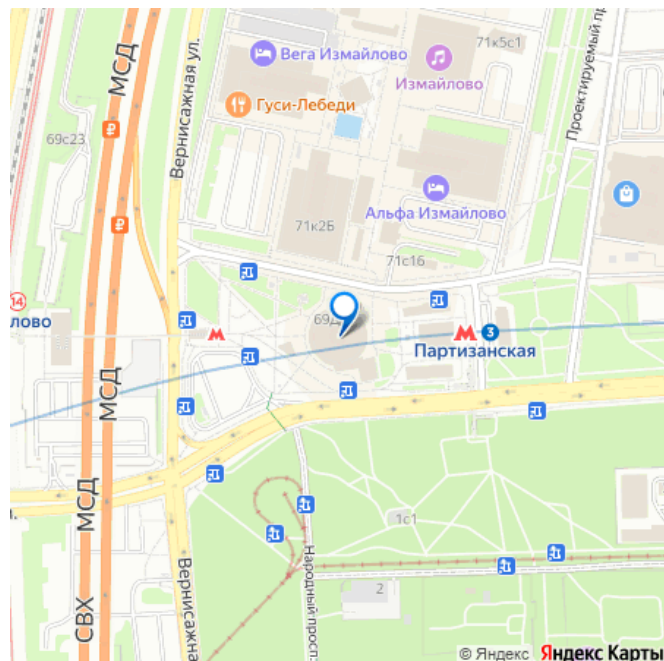 МСД
Вернисажная ул.
Вега Измайлово
71к5с1
Измайлово
Проектируемый пр
Гуси-Лебеди
69с23
₽
71к2Б
Альфа Измайлово
₽
71с16
14
лово
69Д
М
М
3
Партизанская
МСД
МСД
СВХ
Вернисажная
Народный просп.
1с1
2
© Яндекс
Яндекс Карты